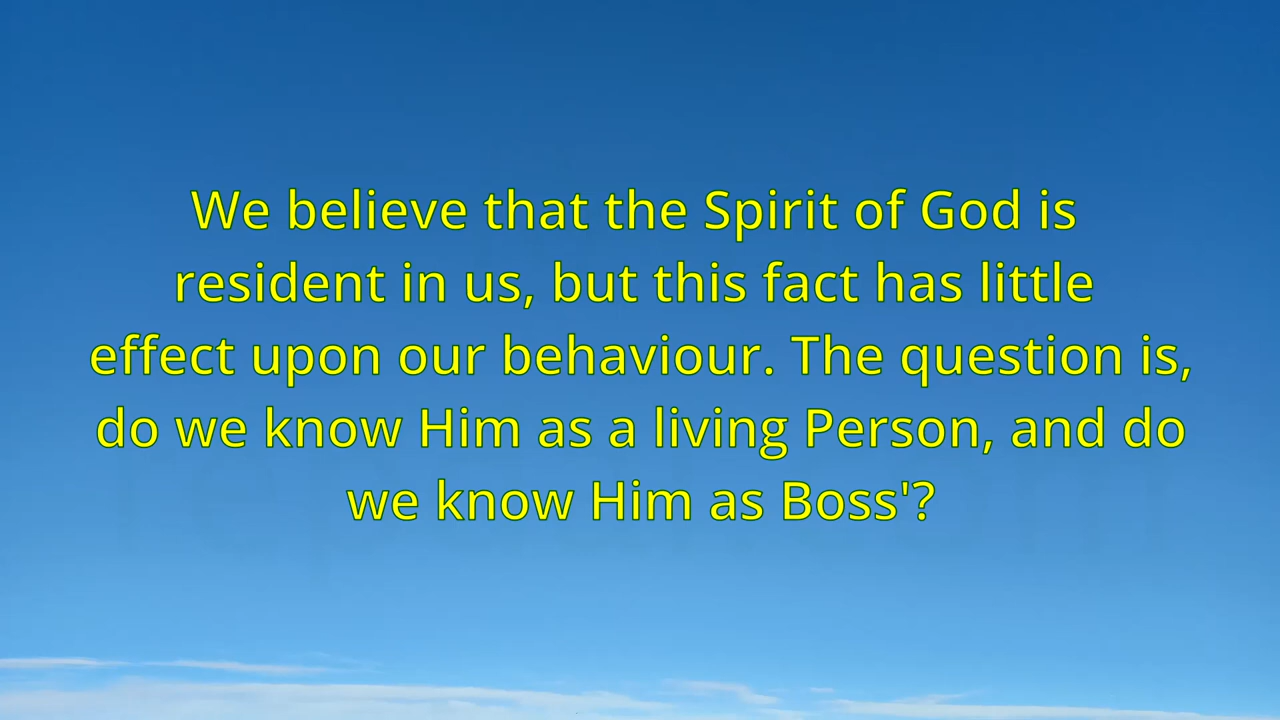 We believe that the Spirit of God is
resident in us, but this fact has little
effect upon our behaviour. The question is,
do we know Him as a living Person, and do
we know Him as Boss'?